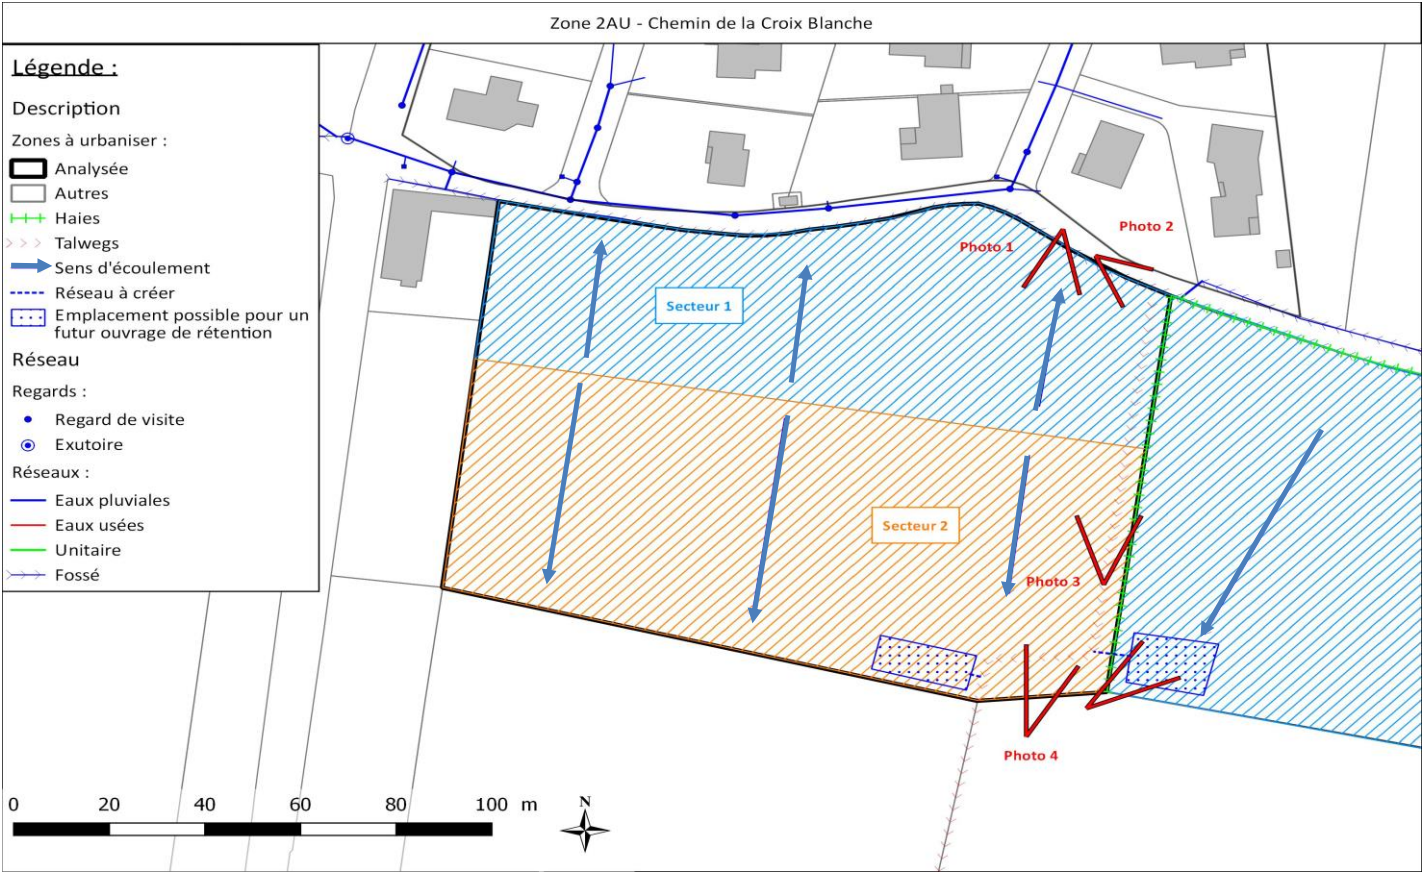 Zone 2AU - Chemin de la Croix Blanche
Légende :
Description
Zones à urbaniser :
Analysée
Autres
Haies
Talwegs
Sens d'écoulement
Réseau à créer
Emplacement possible pour un
futur ouvrage de rétention
Réseau
Regards :
Regard de visite
Exutoire
Réseaux :
Eaux pluviales
Eaux usées
Unitaire
Fossé
Photo 1
Photo 2
Secteur 1
Secteur 2
Photo 3
Photo 4
0 20 40 60 80 100 m
N